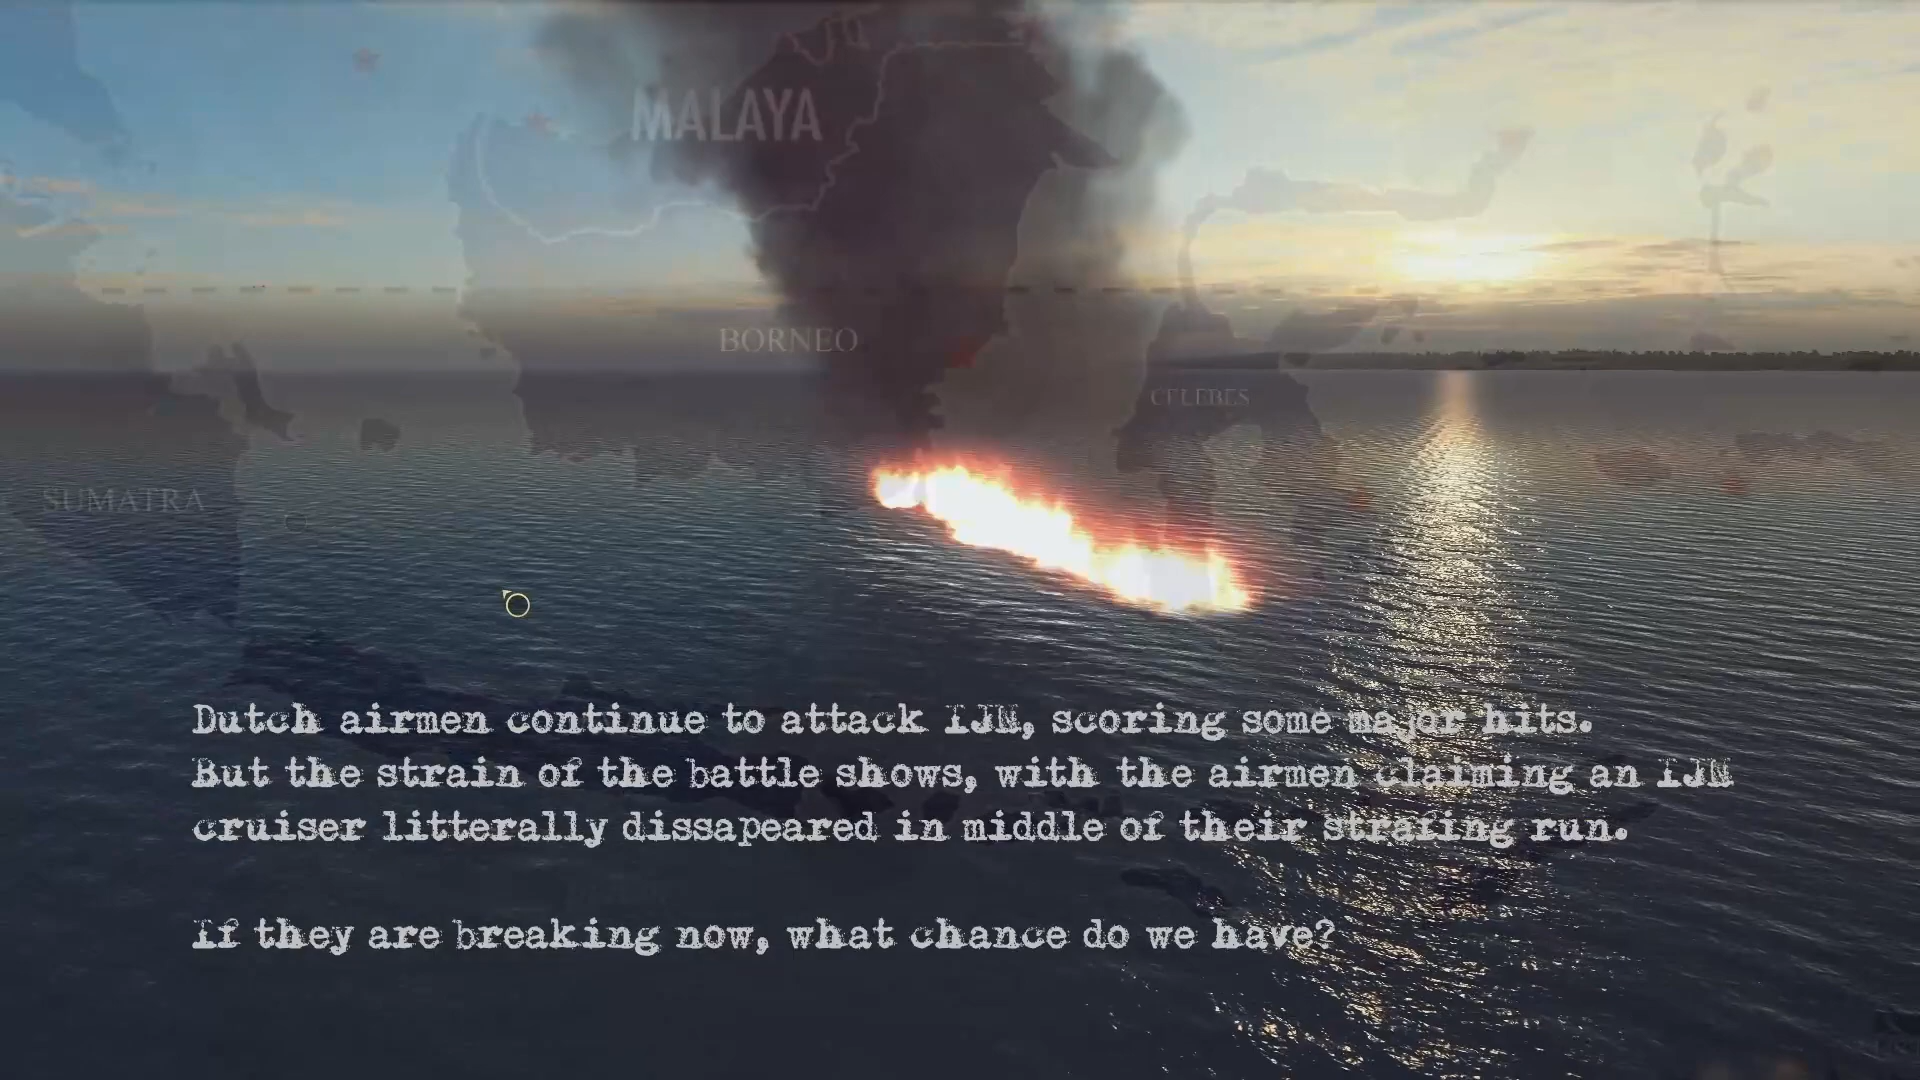 MALAYA
BORNEO
CELEBES
SUMATRA
Dutch airmen continue to attack IJN, scoring some major hits.
But the strain of the battle shows, with the airmen claiming an IJN
cruiser litterally dissapeared in middle of their strafing run.
If they are breaking now, what chance do we have?